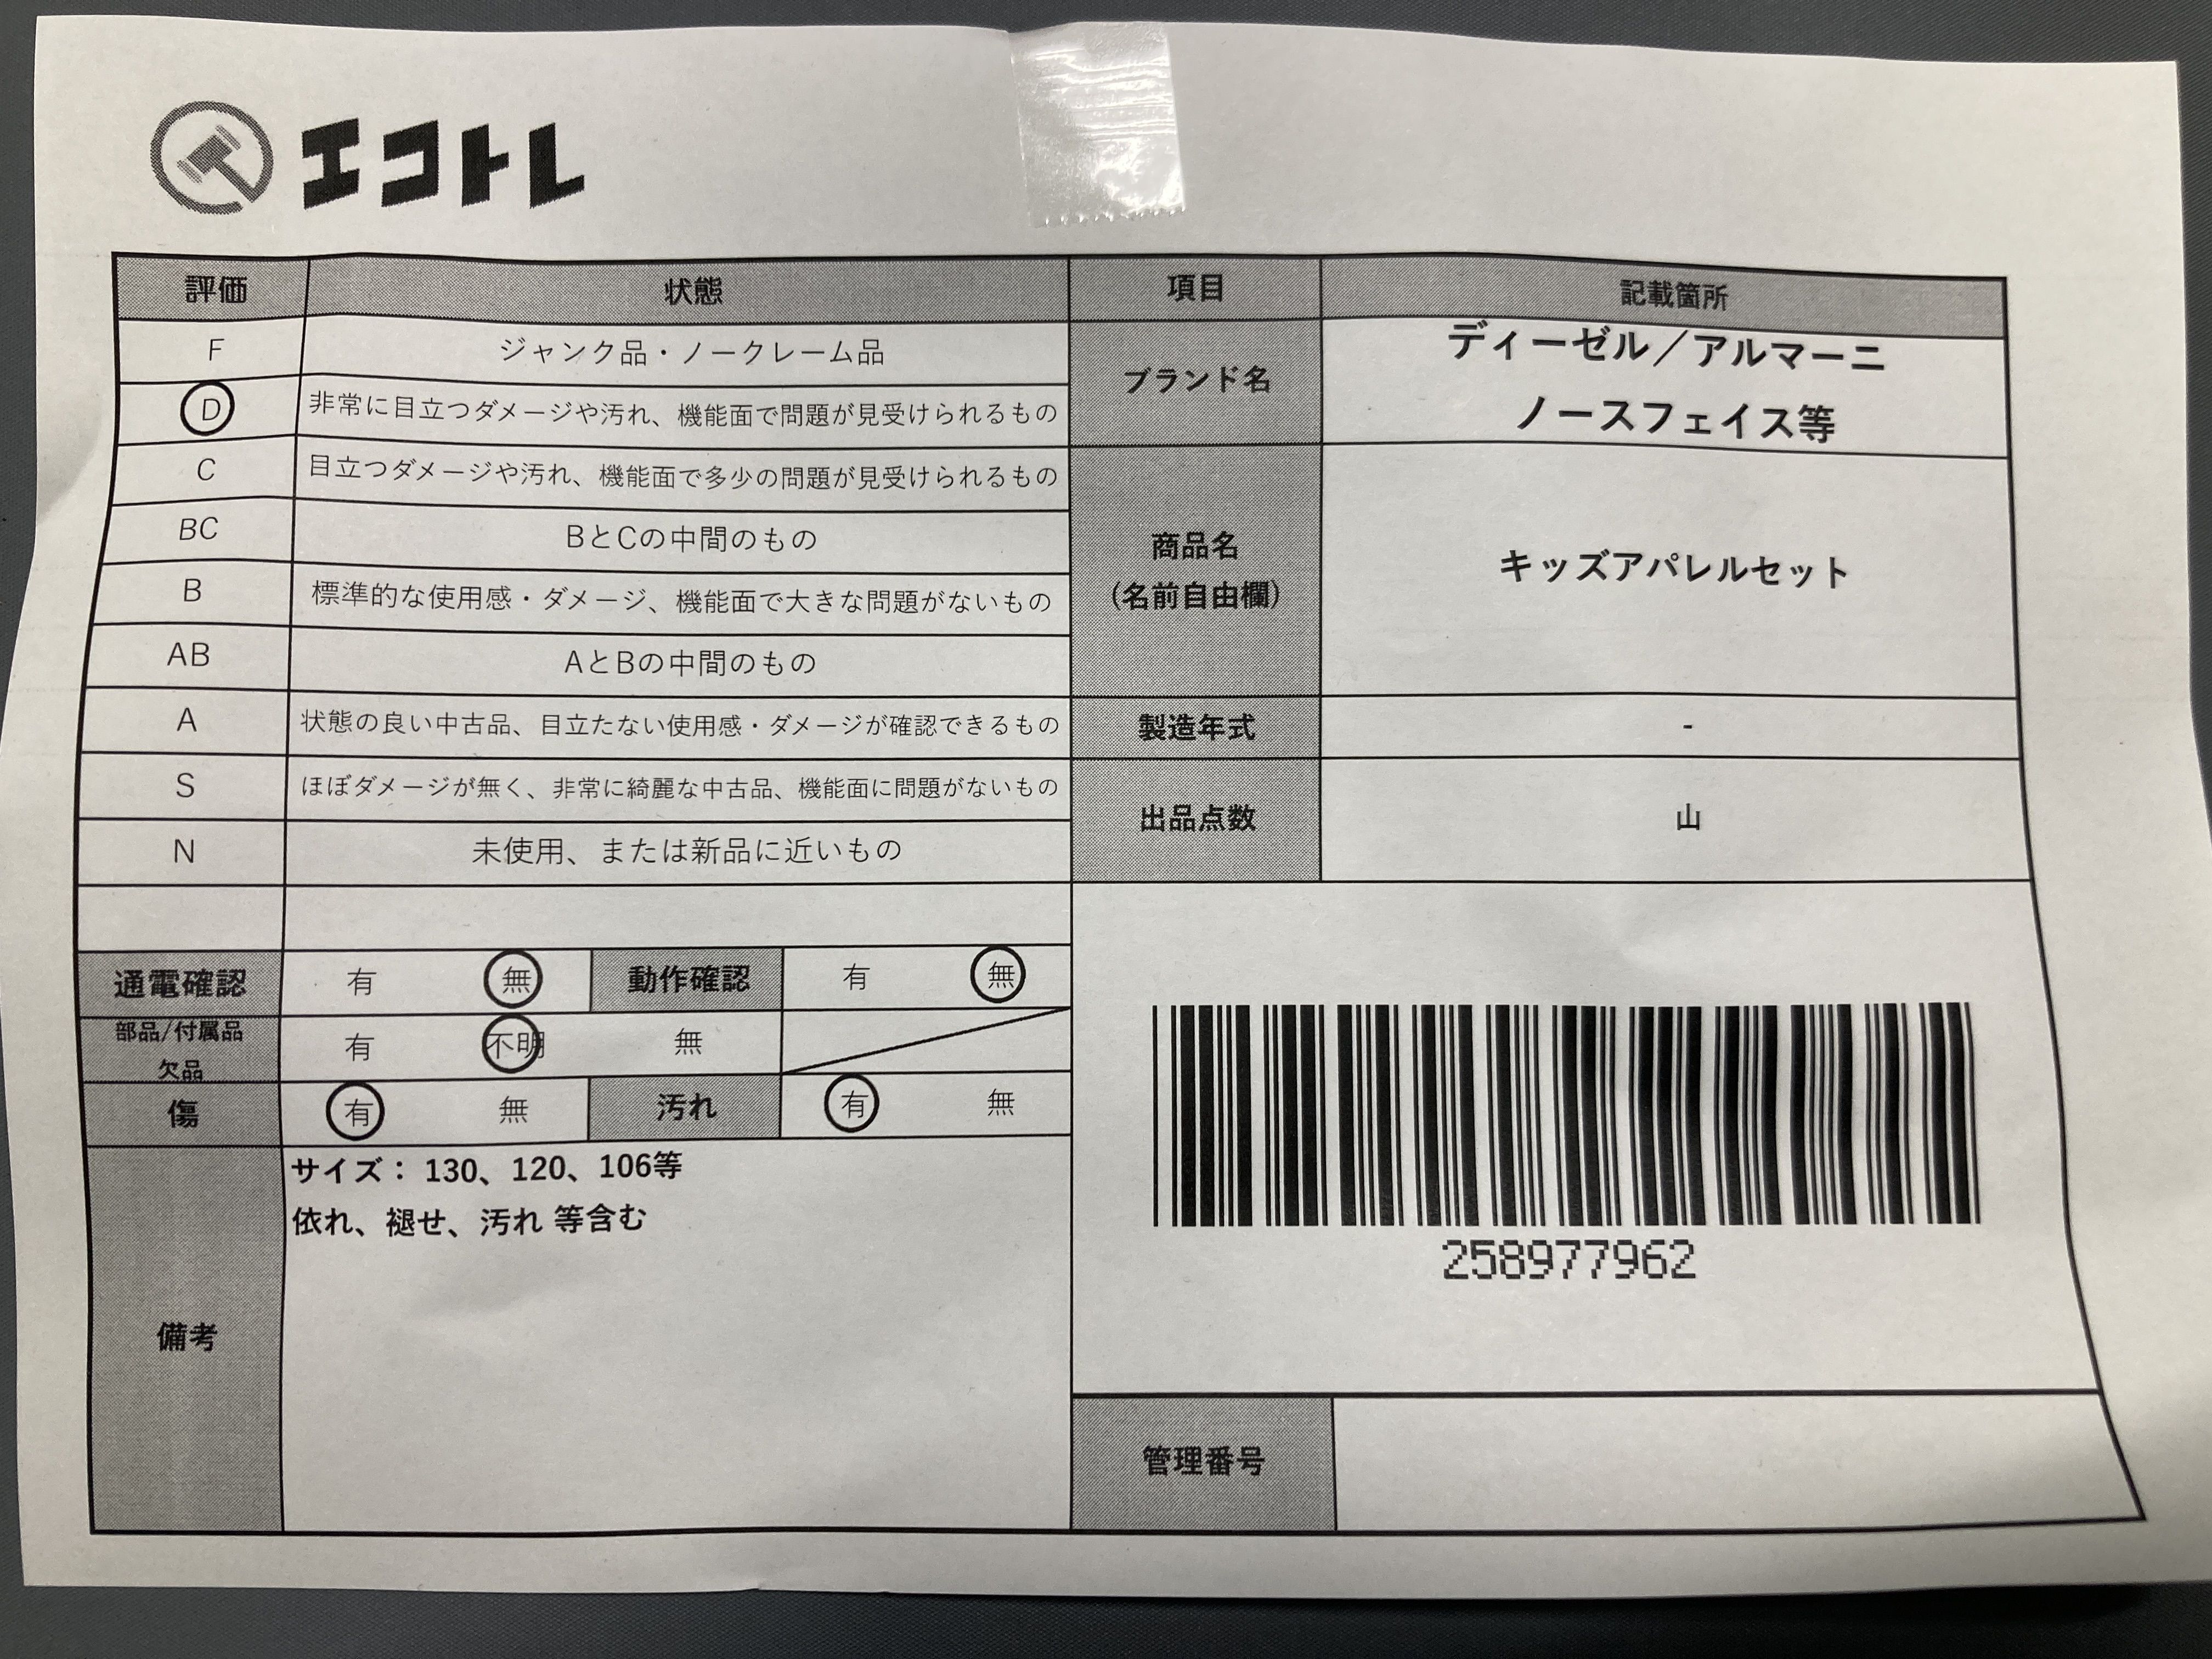 エコトレ
評価 状態 項目 記載箇所
F ジャンク品・ノークレーム品
D 非常に目立つダメージや汚れ、機能面で問題が見受けられるもの
C 目立つダメージや汚れ、機能面で多少の問題が見受けられるもの
BC BとCの中間のもの
B 標準的な使用感・ダメージ、機能面で大きな問題がないもの
AB AとBの中間のもの
A 状態の良い中古品、目立たない使用感・ダメージが確認できるもの
S ほぼダメージが無く、非常に綺麗な中古品、機能面に問題がないもの
N 未使用、または新品に近いもの
ブランド名
ディーゼル／アルマーニ
ノースフェイス等
商品名
(名前自由欄)
キッズアパレルセット
製造年式 -
出品点数 山
通電確認 有 無 動作確認 有 無
部品/付属品
欠品
有 不明 無
傷 有 無 汚れ 有 無
備考
サイズ： 130、120、106等
依れ、褪せ、汚れ 等含む
258977962
管理番号